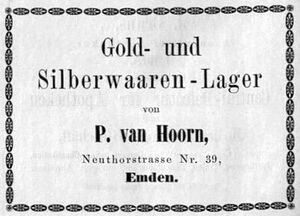 Gold- und
Silberwaaren-Lager
von
P. van Hoorn,
Neuthorstrasse Nr. 39,
Emden.